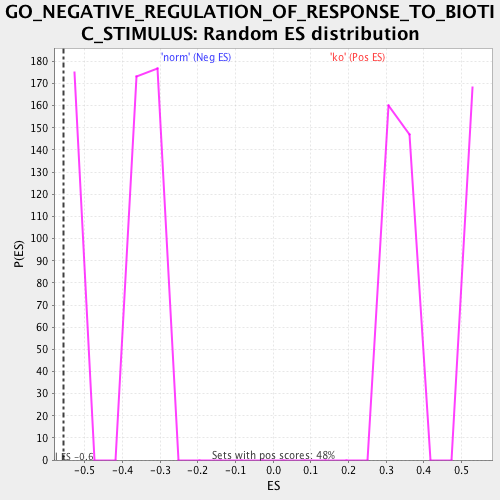 GO_NEGATIVE_REGULATION_OF_RESPONSE_TO_BIOTI
C_STIMULUS: Random ES distribution
'norm' (Neg ES)
'ko' (Pos ES)
180
170
160
150
140
130
120
110
100
90
80
70
60
50
40
30
20
10
0
P(ES)
ES -0.6
Sets with pos scores: 48%
-0.5 -0.4 -0.3 -0.2 -0.1 0.0 0.1 0.2 0.3 0.4 0.5
ES